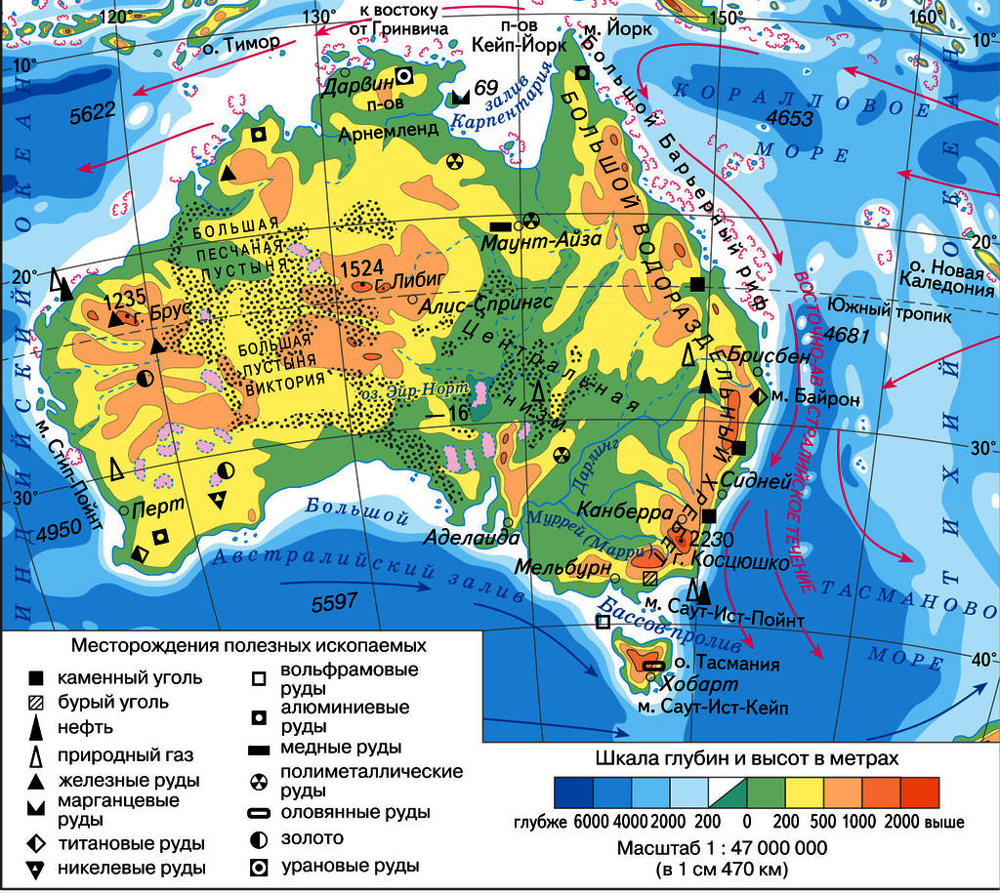 120°
130°
к востоку
от Гринвича
п-ов
Кейп-Йорк
м. Йорк
150°
160°
10°
10°
о. Тимор
Дарвин
п-ов
Арнемленд
69
залив
Карпентария
Большой Барьерный риф
КОРАЛЛОВОЕ
МОРЕ
4653
5622
ИНДИЙСКИЙ ОКЕАН
ТИХИЙ ОКЕАН
БОЛЬШОЙ ВОДОРАЗДЕЛЬНЫЙ ХРЕБЕТ
БОЛЬШАЯ
ПЕСЧАНАЯ
ПУСТЫНЯ
Маунт-Айза
20°
20°
о. Новая
Каледония
1524
г. Либиг
1235
г. Брус
Алис-Спрингс
Южный тропик
4681
ВОСТОЧНО-АВСТРАЛИЙСКОЕ ТЕЧЕНИЕ
Центральная
низм.
БОЛЬШАЯ
ПУСТЫНЯ
ВИКТОРИЯ
оз. Эйр-Норт
—16
Брисбен
м. Байрон
м. Стип-Пойнт
30°
30°
Перт
4950
Дарлинг
Сидней
Канберра
Муррей (Марри)
2230
г. Косцюшко
Аделаида
Мельбурн
Большой
Австралийский залив
5597
м. Саут-Ист-Пойнт
Бассов пролив
ТАСМАНОВО
МОРЕ
40°
о. Тасмания
Хобарт
м. Саут-Ист-Кейп
Месторождения полезных ископаемых
каменный уголь
бурый уголь
нефть
природный газ
железные руды
марганцевые
руды
титановые руды
никелевые руды
вольфрамовые
руды
алюминиевые
руды
медные руды
полиметаллические
руды
оловянные руды
золото
урановые руды
Шкала глубин и высот в метрах
глубже 6000 4000 2000 200 0 200 500 1000 2000 выше
Масштаб 1 : 47 000 000
(в 1 см 470 км)